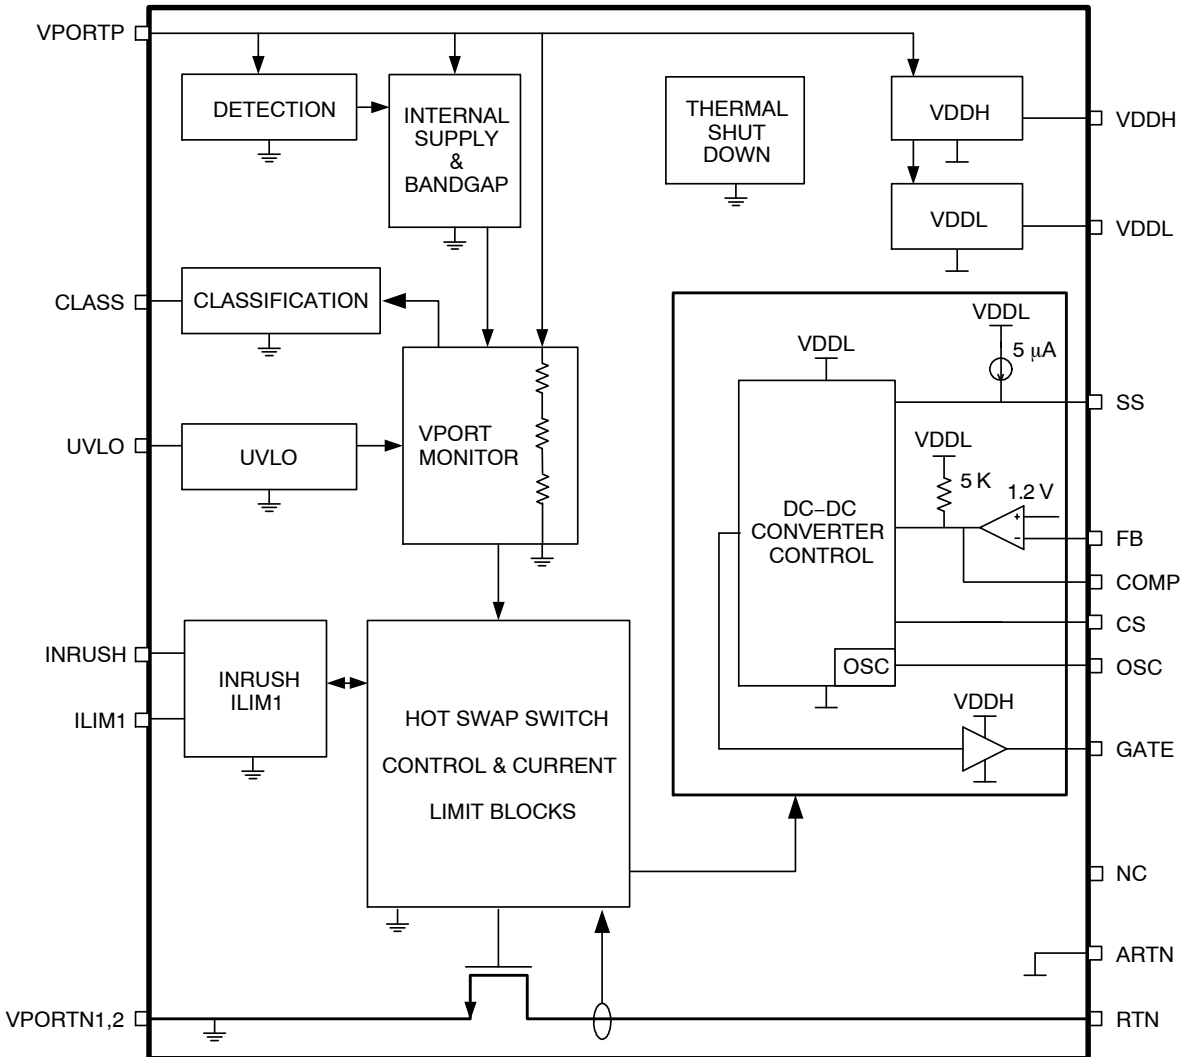 VPORTP
DETECTION
INTERNAL
SUPPLY
&
BANDGAP
THERMAL
SHUT
DOWN
VDDH
VDDH
VDDL
VDDL
CLASS
CLASSIFICATION
VDDL
5 μA
VDDL
SS
UVLO
UVLO
VPORT
MONITOR
VDDL
5 K
1.2 V
+
−
DC−DC
CONVERTER
CONTROL
FB
COMP
CS
OSC
OSC
INRUSH
ILIM1
INRUSH
ILIM1
HOT SWAP SWITCH
CONTROL & CURRENT
LIMIT BLOCKS
VDDH
GATE
NC
ARTN
VPORTN1,2
RTN